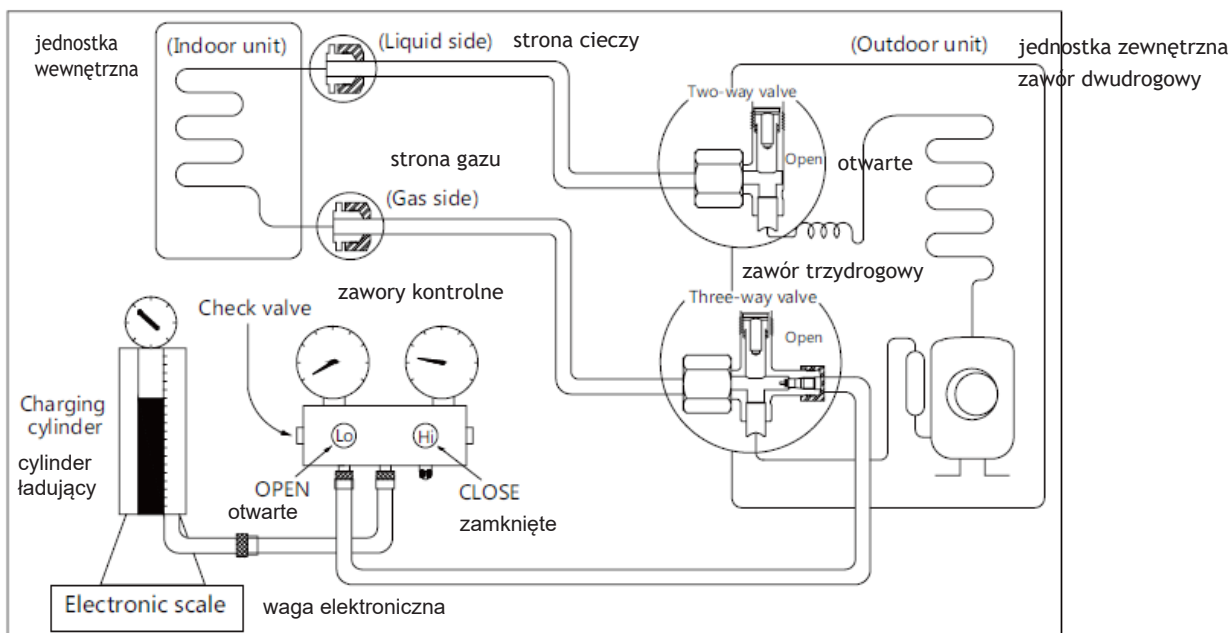 jednostka
wewnętrzna
(Indoor unit)
(Liquid side)
strona cieczy
(Outdoor unit)
jednostka zewnętrzna
zawór dwudrogowy
Two-way valve
Open
otwarte
strona gazu
(Gas side)
zawór trzydrogowy
Three-way valve
Open
zawory kontrolne
Check valve
Charging
cylinder
cylinder
ładujący
Lo
Hi
OPEN
otwarte
CLOSE
zamknięte
Electronic scale
waga elektroniczna